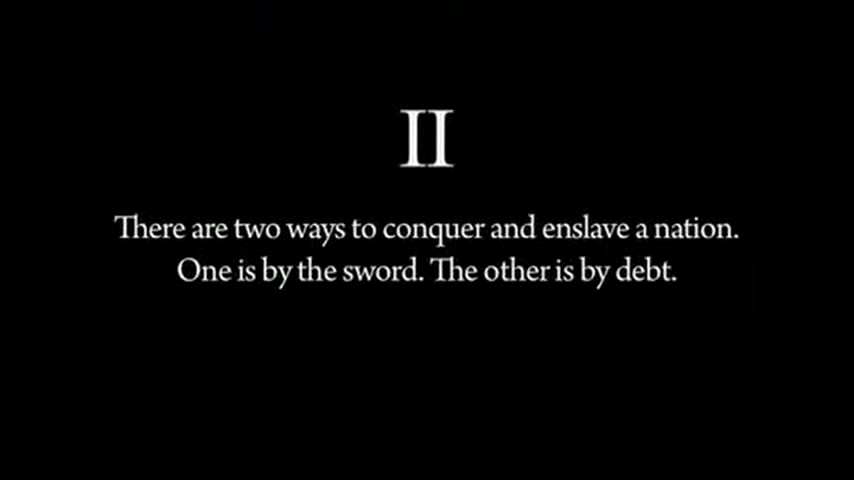 II
There are two ways to conquer and enslave a nation.
One is by the sword. The other is by debt.